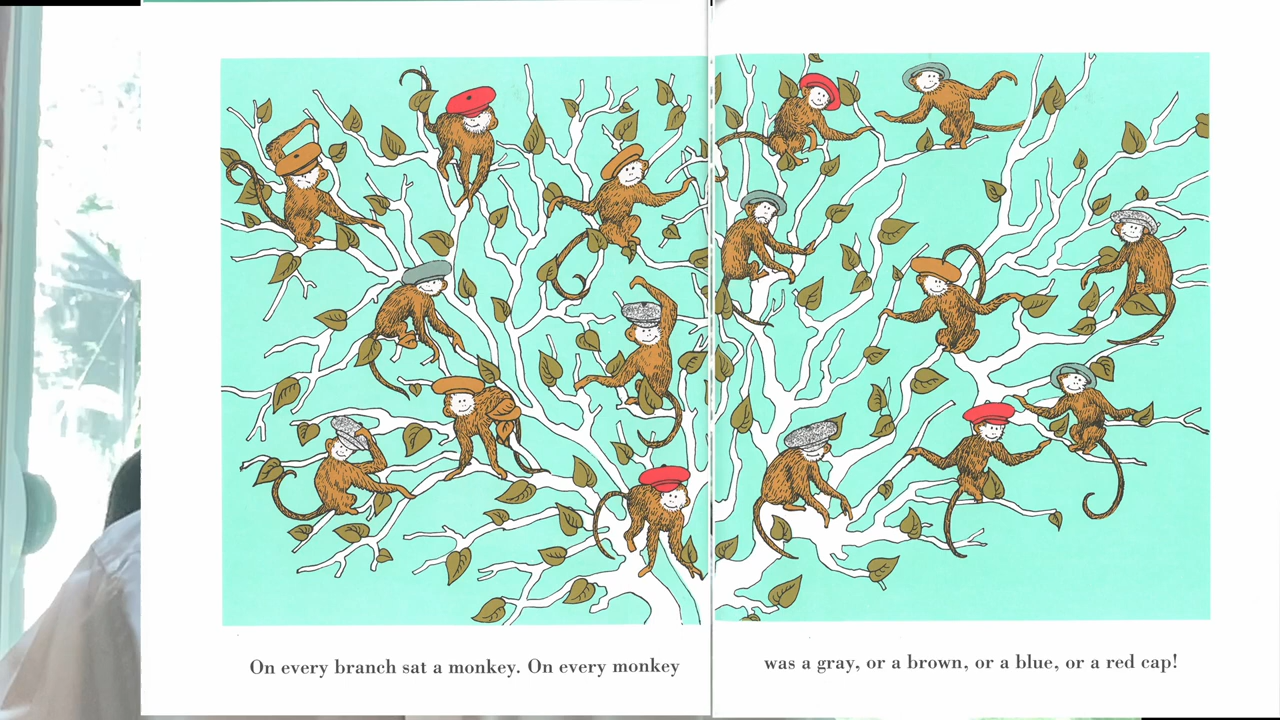 On every branch sat a monkey. On every monkey
was a gray, or a brown, or a blue, or a red cap!